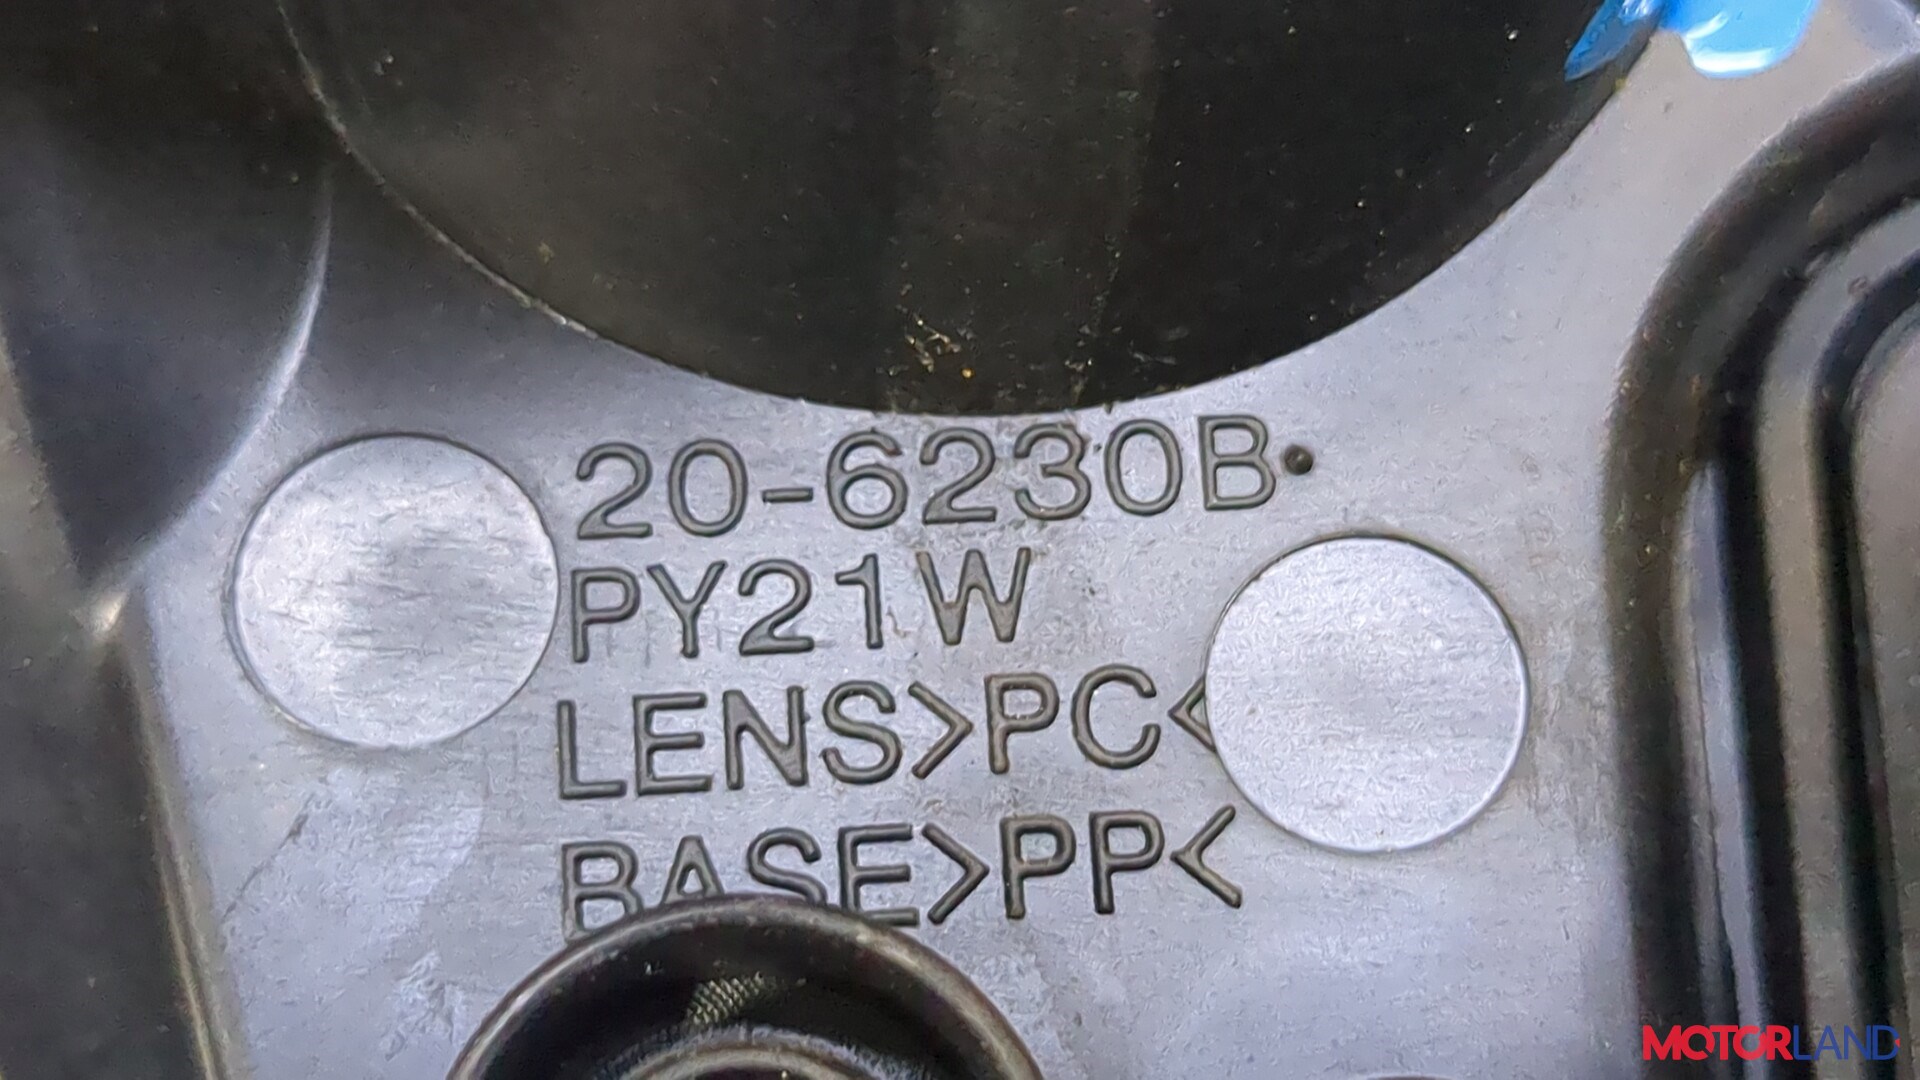 20-6230B
PY21W
LENS>PC<
BASE>PP<
MOTORLAND